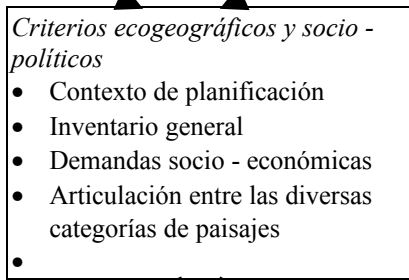 Criterios ecogeográficos y socio -
políticos
• Contexto de planificación
• Inventario general
• Demandas socio - económicas
• Articulación entre las diversas
categorías de paisajes
•